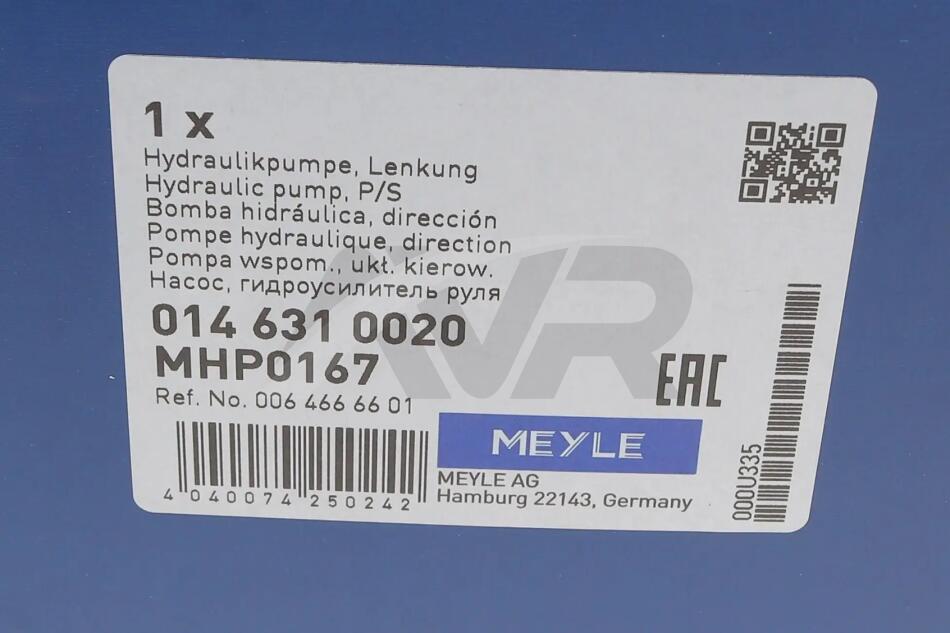 1 x
Hydraulikpumpe, Lenkung
Hydraulic pump, P/S
Bomba hidráulica, dirección
Pompe hydraulique, direction
Pompa wspom., ukł. kierow.
Насос, гидроусилитель руля
014 631 0020
MHP0167
Ref. No. 006 466 66 01
4 040074 250242
MEYLE
MEYLE AG
Hamburg 22143, Germany
EAC
000U335
VR